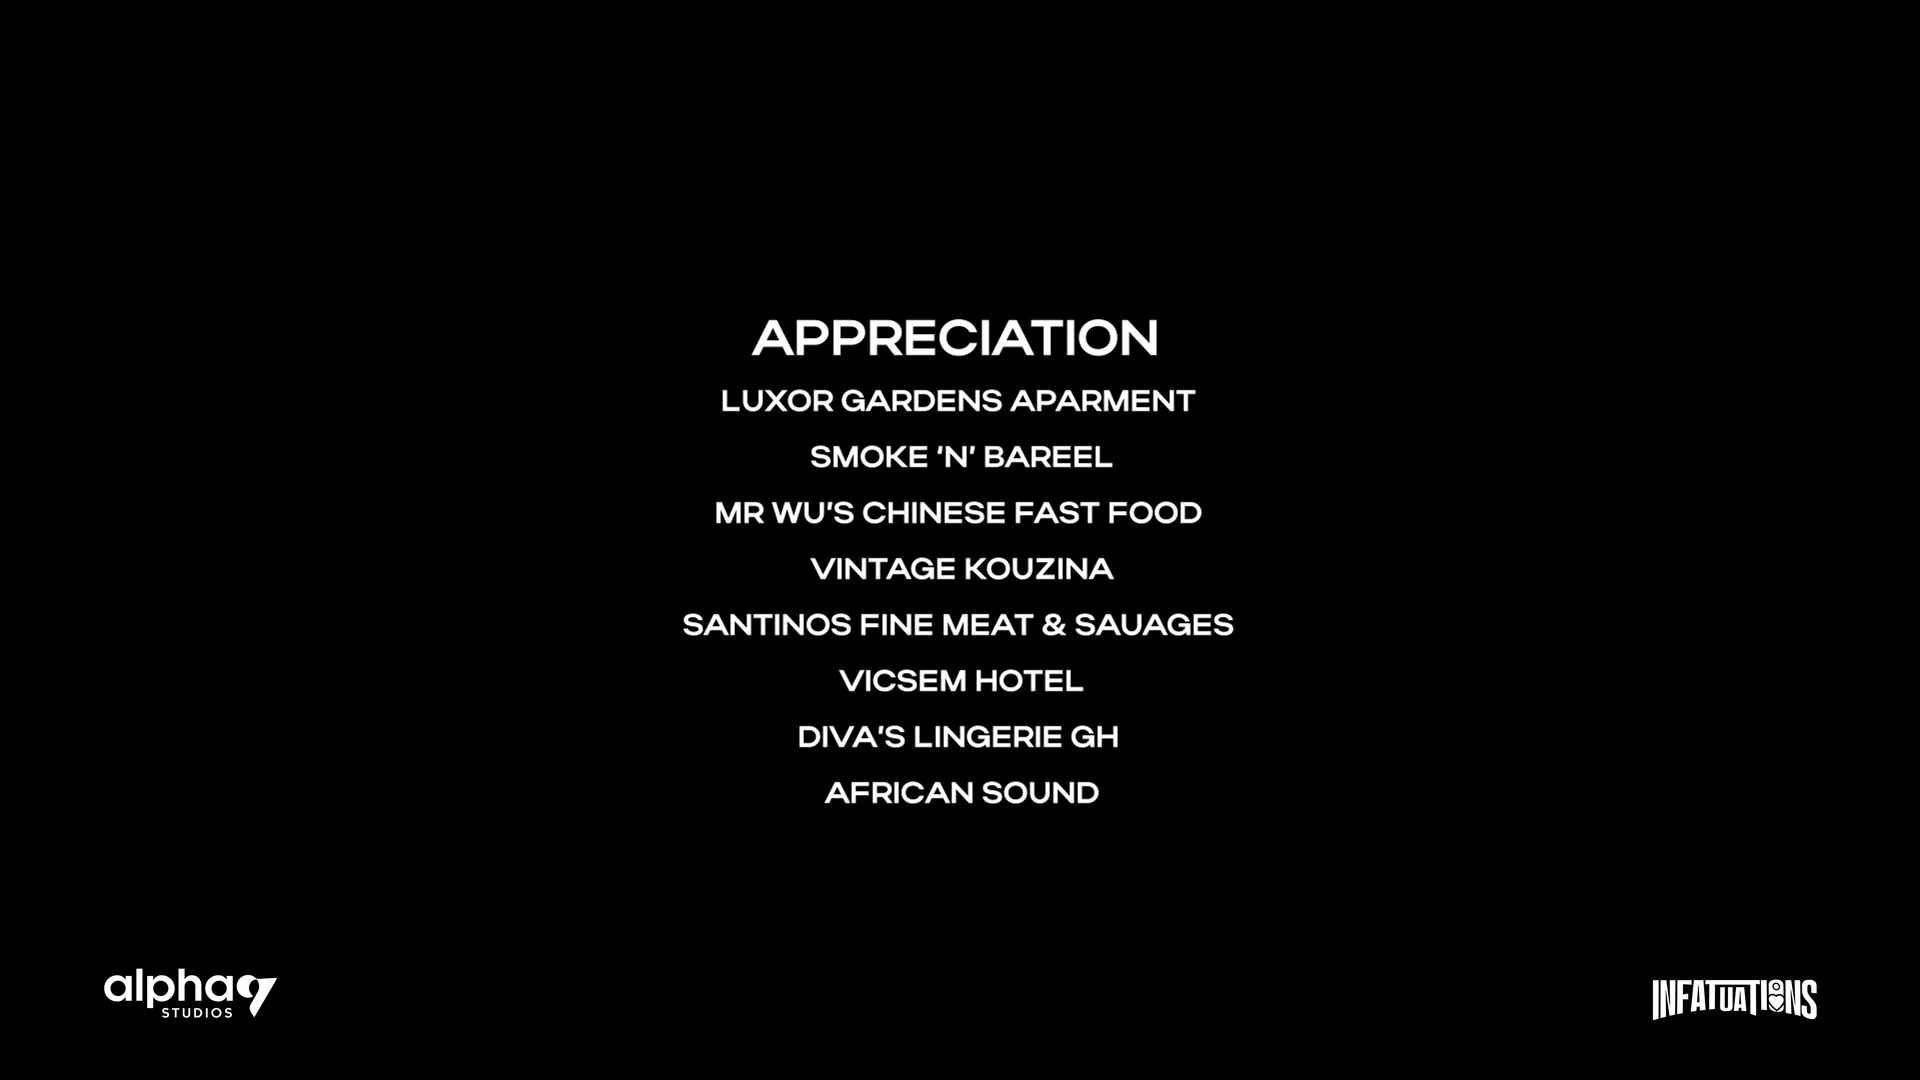 APPRECIATION
LUXOR GARDENS APARMENT
SMOKE ‘N’ BAREEL
MR WU'S CHINESE FAST FOOD
VINTAGE KOUZINA
SANTINOS FINE MEAT & SAUAGES
VICSEM HOTEL
DIVA'S LINGERIE GH
AFRICAN SOUND
alpha9
STUDIOS
INFATUATIONS